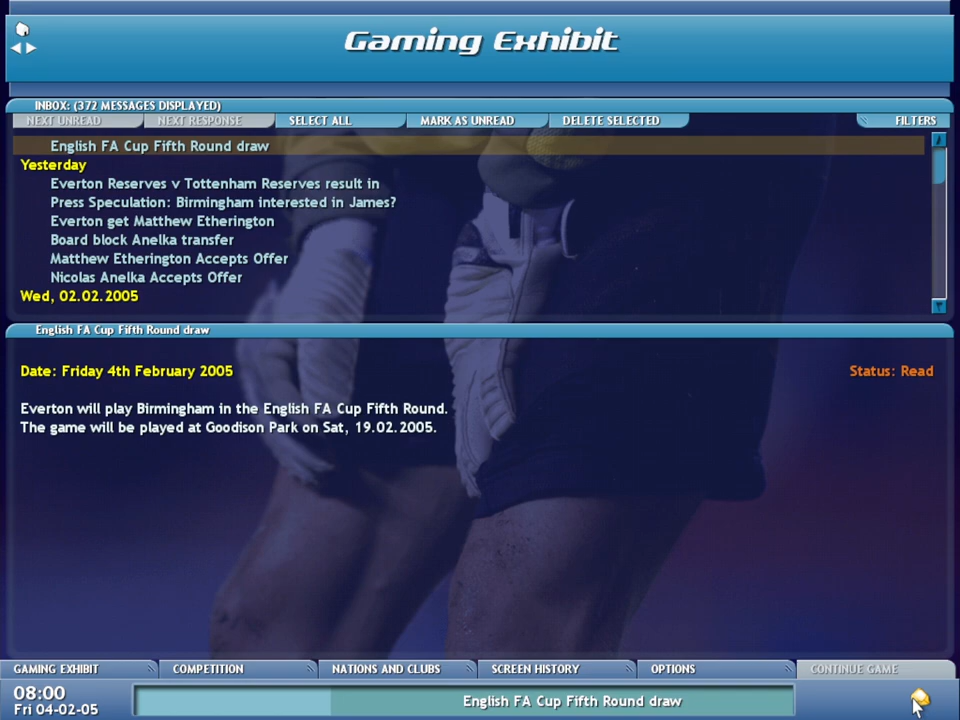 Gaming Exhibit
INBOX: (372 MESSAGES DISPLAYED)
NEXT UNREAD NEXT RESPONSE SELECT ALL MARK AS UNREAD DELETE SELECTED FILTERS
English FA Cup Fifth Round draw
Yesterday
Everton Reserves v Tottenham Reserves result in
Press Speculation: Birmingham interested in James?
Everton get Matthew Etherington
Board block Anelka transfer
Matthew Etherington Accepts Offer
Nicolas Anelka Accepts Offer
Wed, 02.02.2005
English FA Cup Fifth Round draw
Date: Friday 4th February 2005 Status: Read
Everton will play Birmingham in the English FA Cup Fifth Round.
The game will be played at Goodison Park on Sat, 19.02.2005.
GAMING EXHIBIT COMPETITION NATIONS AND CLUBS SCREEN HISTORY OPTIONS CONTINUE GAME
08:00
Fri 04-02-05 English FA Cup Fifth Round draw